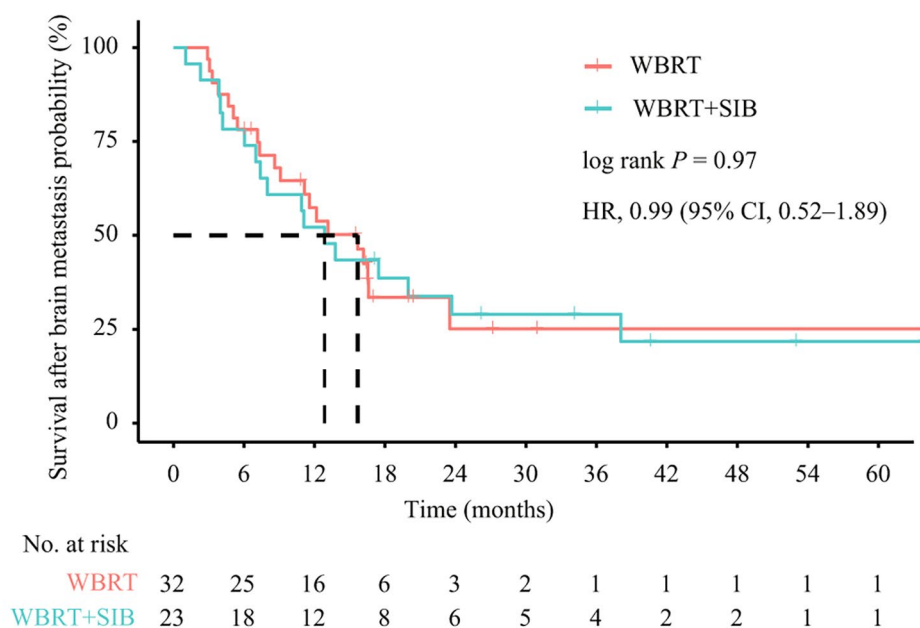 Survival after brain metastasis probability (%)
100
75
50
25
0
WBRT
WBRT+SIB
log rank P = 0.97
HR, 0.99 (95% CI, 0.52–1.89)
0 6 12 18 24 30 36 42 48 54 60
Time (months)
No. at risk
WBRT 32 25 16 6 3 2 1 1 1 1 1
WBRT+SIB 23 18 12 8 6 5 4 2 2 1 1